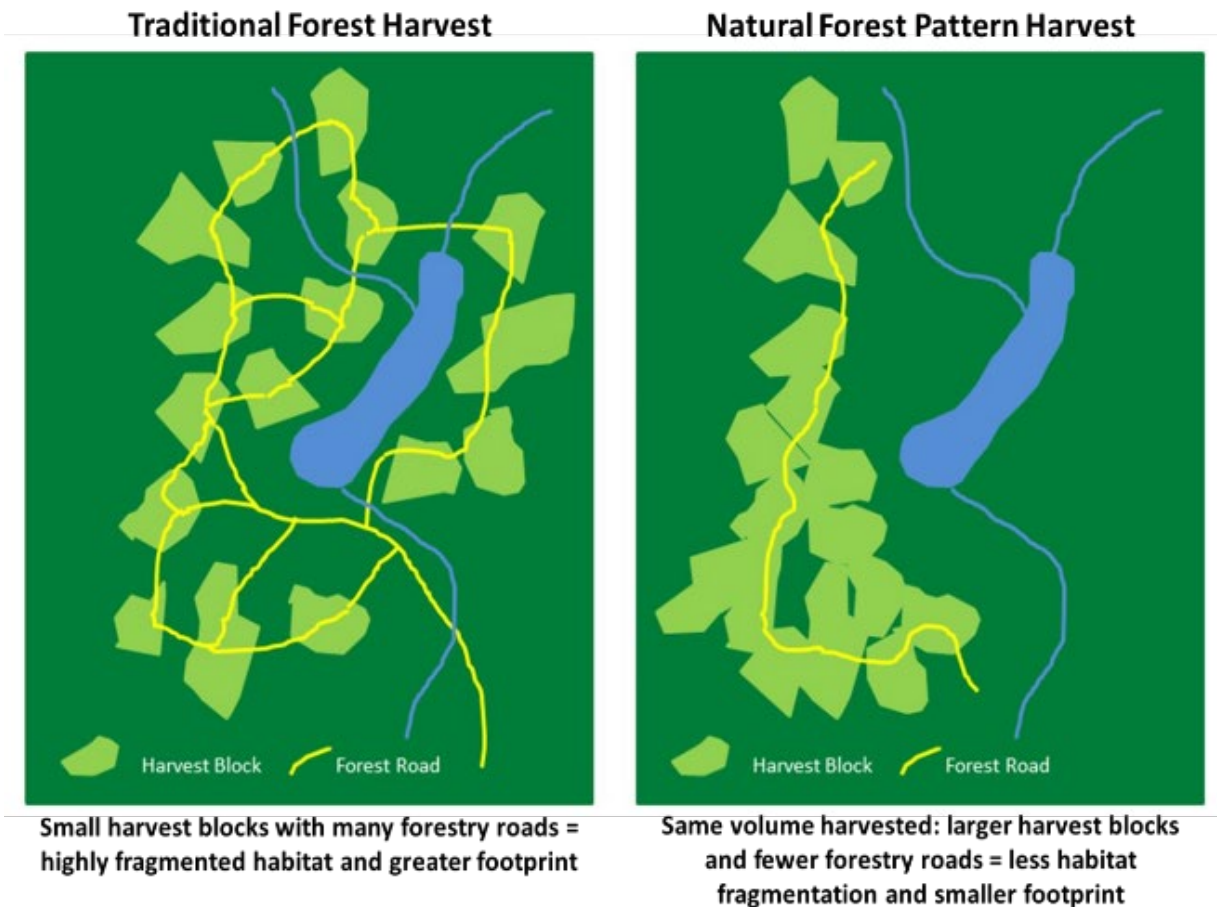 Traditional Forest Harvest
Harvest Block
Forest Road
Small harvest blocks with many forestry roads =
highly fragmented habitat and greater footprint
Natural Forest Pattern Harvest
Harvest Block
Forest Road
Same volume harvested: larger harvest blocks
and fewer forestry roads = less habitat
fragmentation and smaller footprint